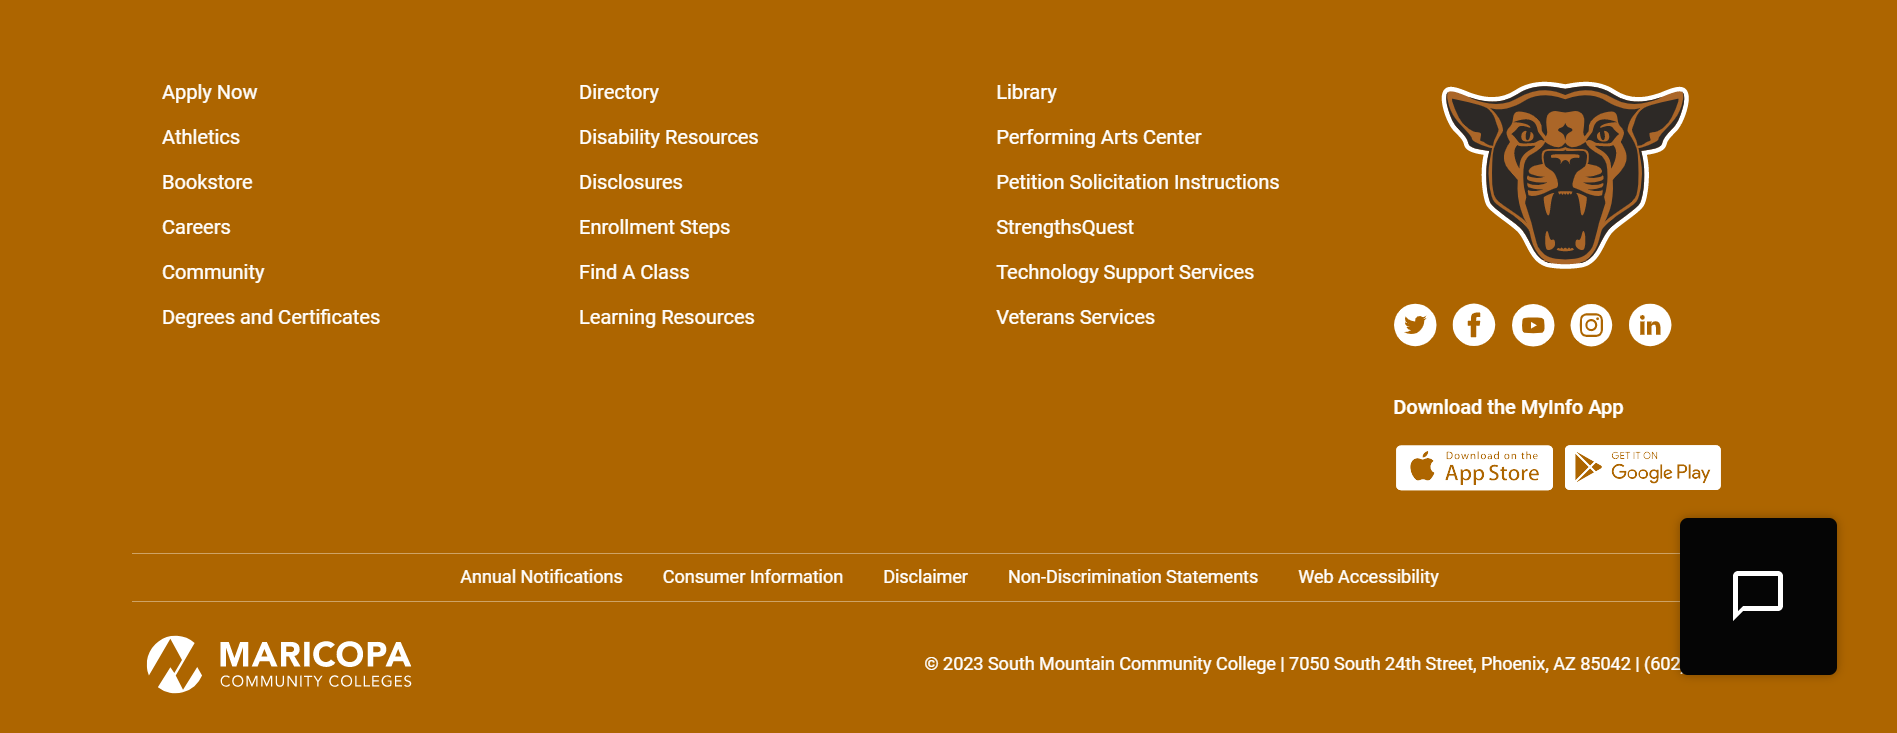 Apply Now
Athletics
Bookstore
Careers
Community
Degrees and Certificates
Directory
Disability Resources
Disclosures
Enrollment Steps
Find A Class
Learning Resources
Library
Performing Arts Center
Petition Solicitation Instructions
StrengthsQuest
Technology Support Services
Veterans Services
Download the MyInfo App
Download on the
App Store
GET IT ON
Google Play
Annual Notifications Consumer Information Disclaimer Non-Discrimination Statements Web Accessibility
MARICOPA
COMMUNITY COLLEGES
© 2023 South Mountain Community College | 7050 South 24th Street, Phoenix, AZ 85042 | (602